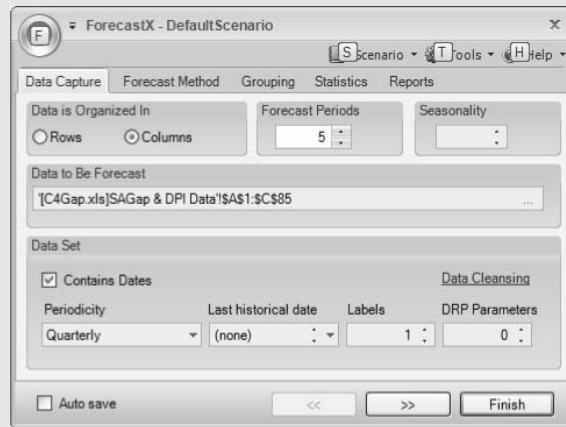 F
ForecastX - DefaultScenario
x
S Scenario T Tools H Help
Data Capture Forecast Method Grouping Statistics Reports
Data is Organized In Forecast Periods Seasonality
Rows Columns 5
Data to Be Forecast
'[C4Gap.xls]SAGap & DPI Data'!$A$1:$C$85 ...
Data Set
Contains Dates Data Cleansing
Periodicity Last historical date Labels DRP Parameters
Quarterly (none) 1 0
Auto save << >> Finish